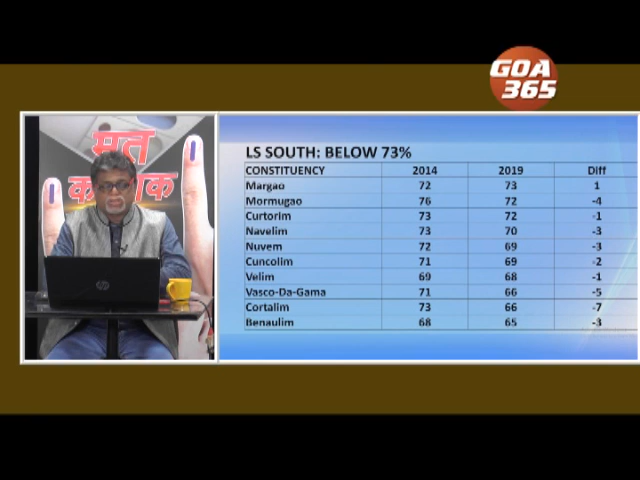 GOA
365
मत
LS SOUTH: BELOW 73%
CONSTITUENCY 2014 2019 Diff
Margao 72 73 1
Mormugao 76 72 -4
Curtorim 73 72 -1
Navelim 73 70 -3
Nuvem 72 69 -3
Cuncolim 71 69 -2
Velim 69 68 -1
Vasco-Da-Gama 71 66 -5
Cortalim 73 66 -7
Benaulim 68 65 -3
hp